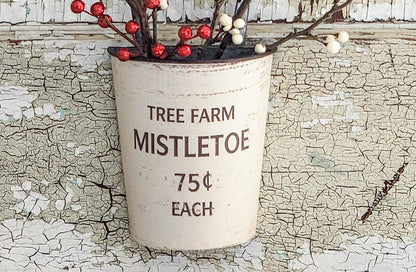 TREE FARM
MISTLETOE
75¢
EACH